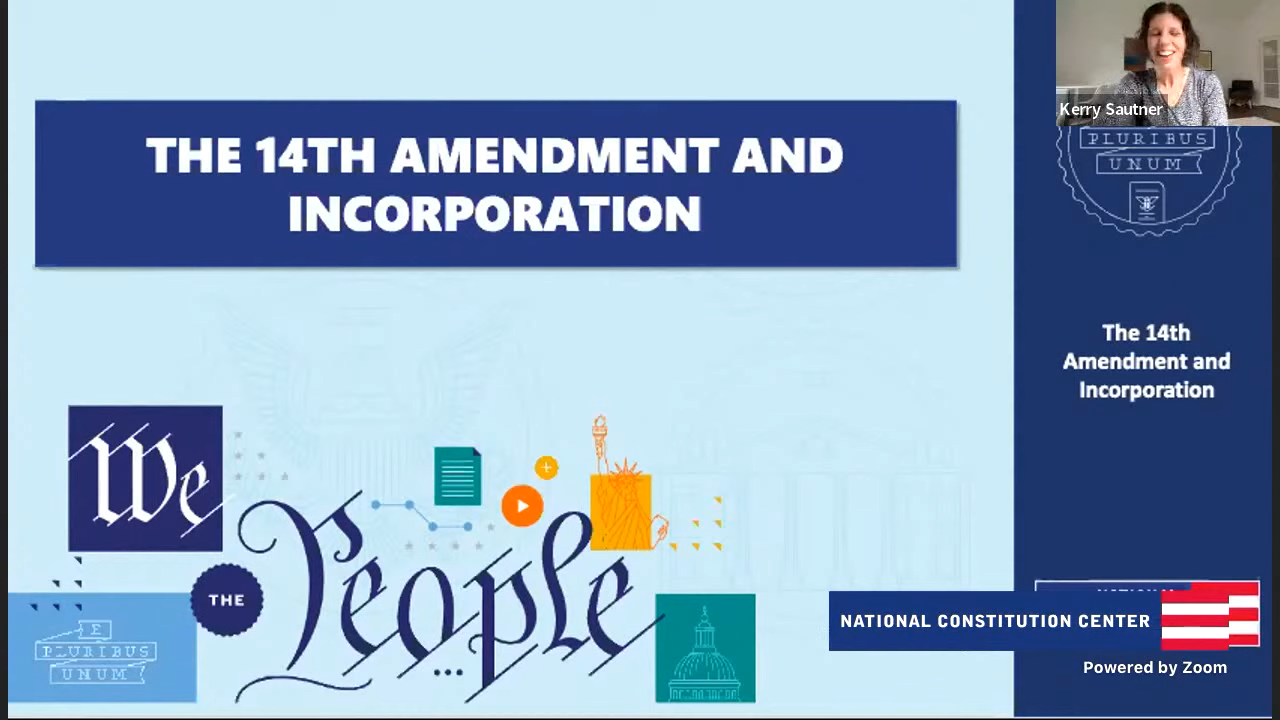 THE 14TH AMENDMENT AND
INCORPORATION
Kerry Sautner
PLURIBUS
UNUM
The 14th
Amendment and
Incorporation
We
THE
People
...
E
PLURIBUS
UNUM
NATIONAL CONSTITUTION CENTER
Powered by Zoom